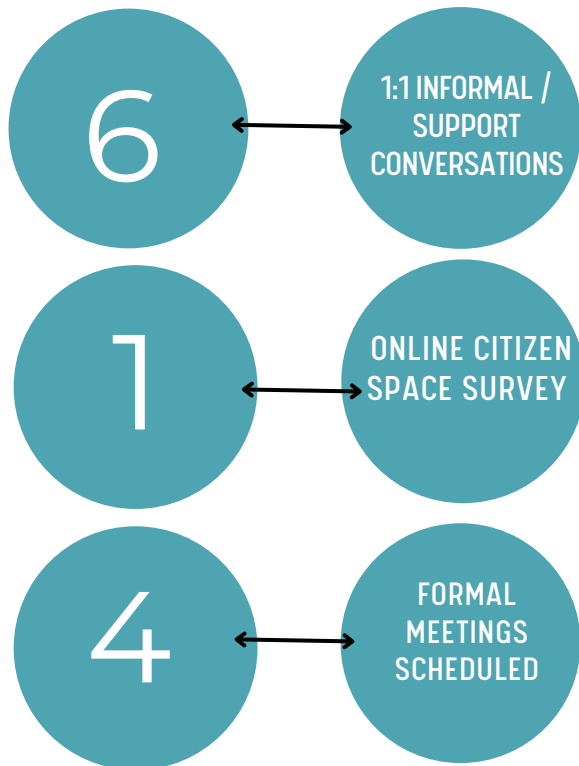 6
1:1 INFORMAL /
SUPPORT
CONVERSATIONS
1
ONLINE CITIZEN
SPACE SURVEY
4
FORMAL
MEETINGS
SCHEDULED